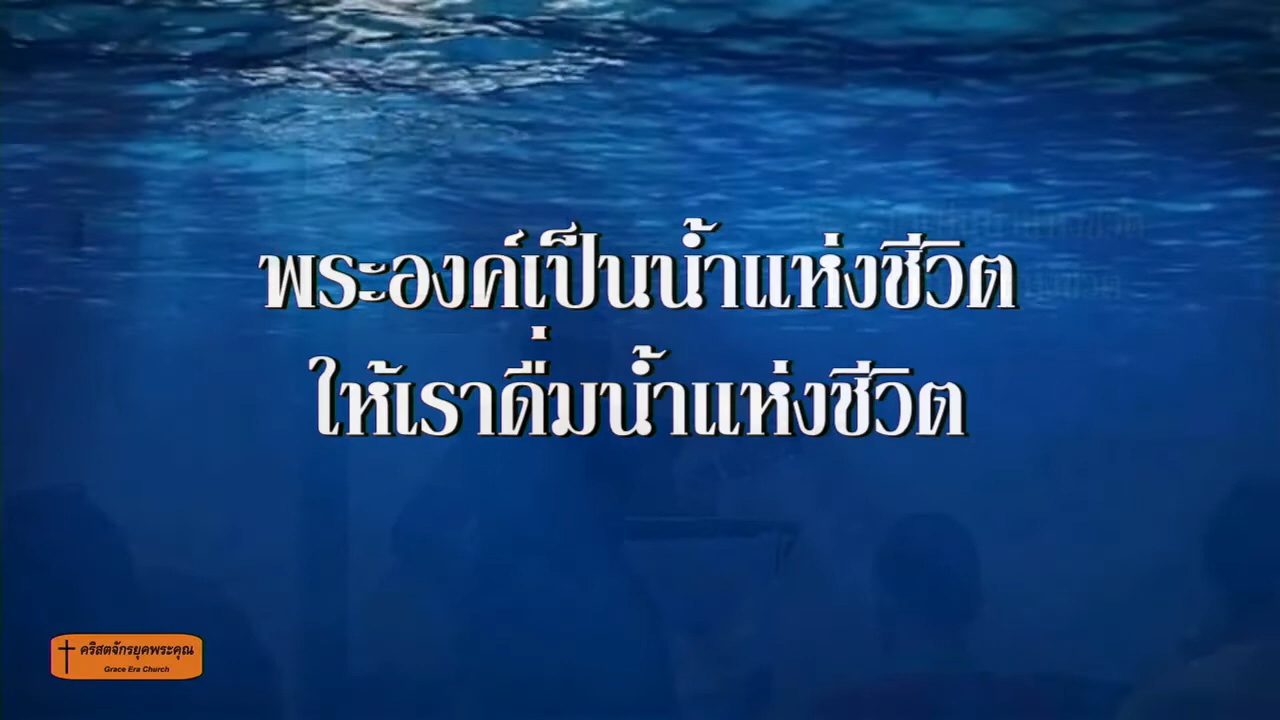 พระองค์เป็นน้ำแห่งชีวิต
ให้เราดื่มน้ำแห่งชีวิต
คริสตจักรยุคพระคุณ
Grace Era Church